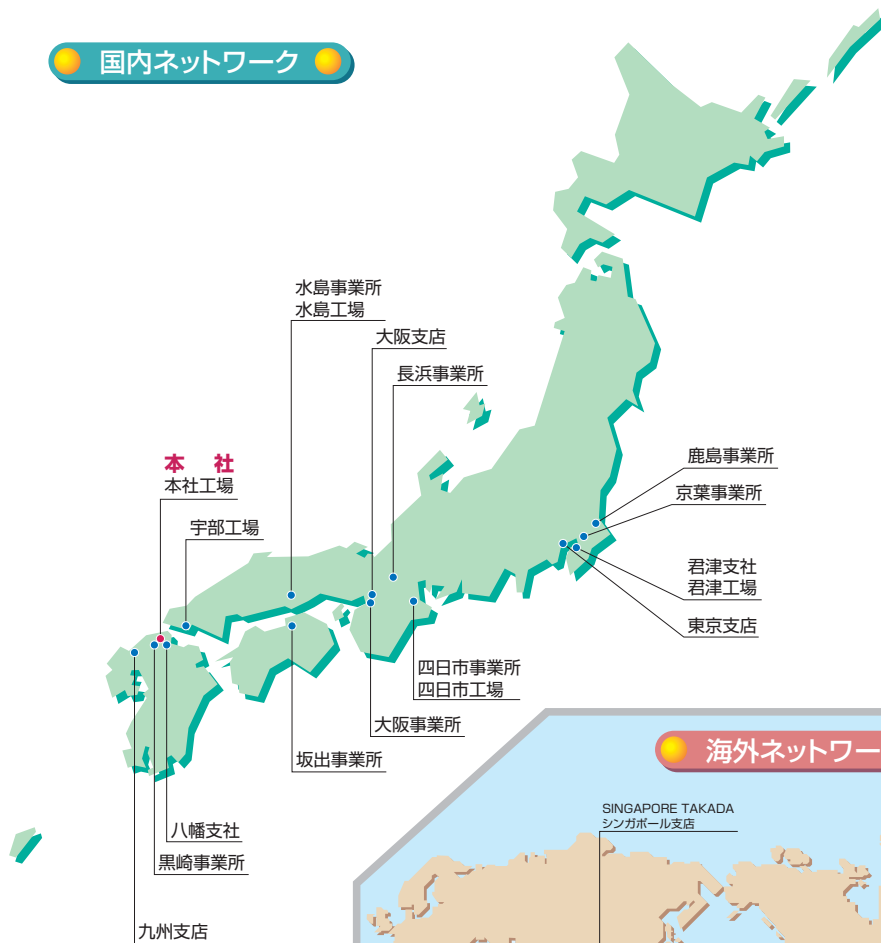 国内ネットワーク
水島事業所
水島工場
大阪支店
長浜事業所
本 社
本社工場
宇部工場
鹿島事業所
京葉事業所
君津支社
君津工場
東京支店
四日市事業所
四日市工場
大阪事業所
坂出事業所
八幡支社
黒崎事業所
九州支店
海外ネットワー
SINGAPORE TAKADA
シンガポール支店